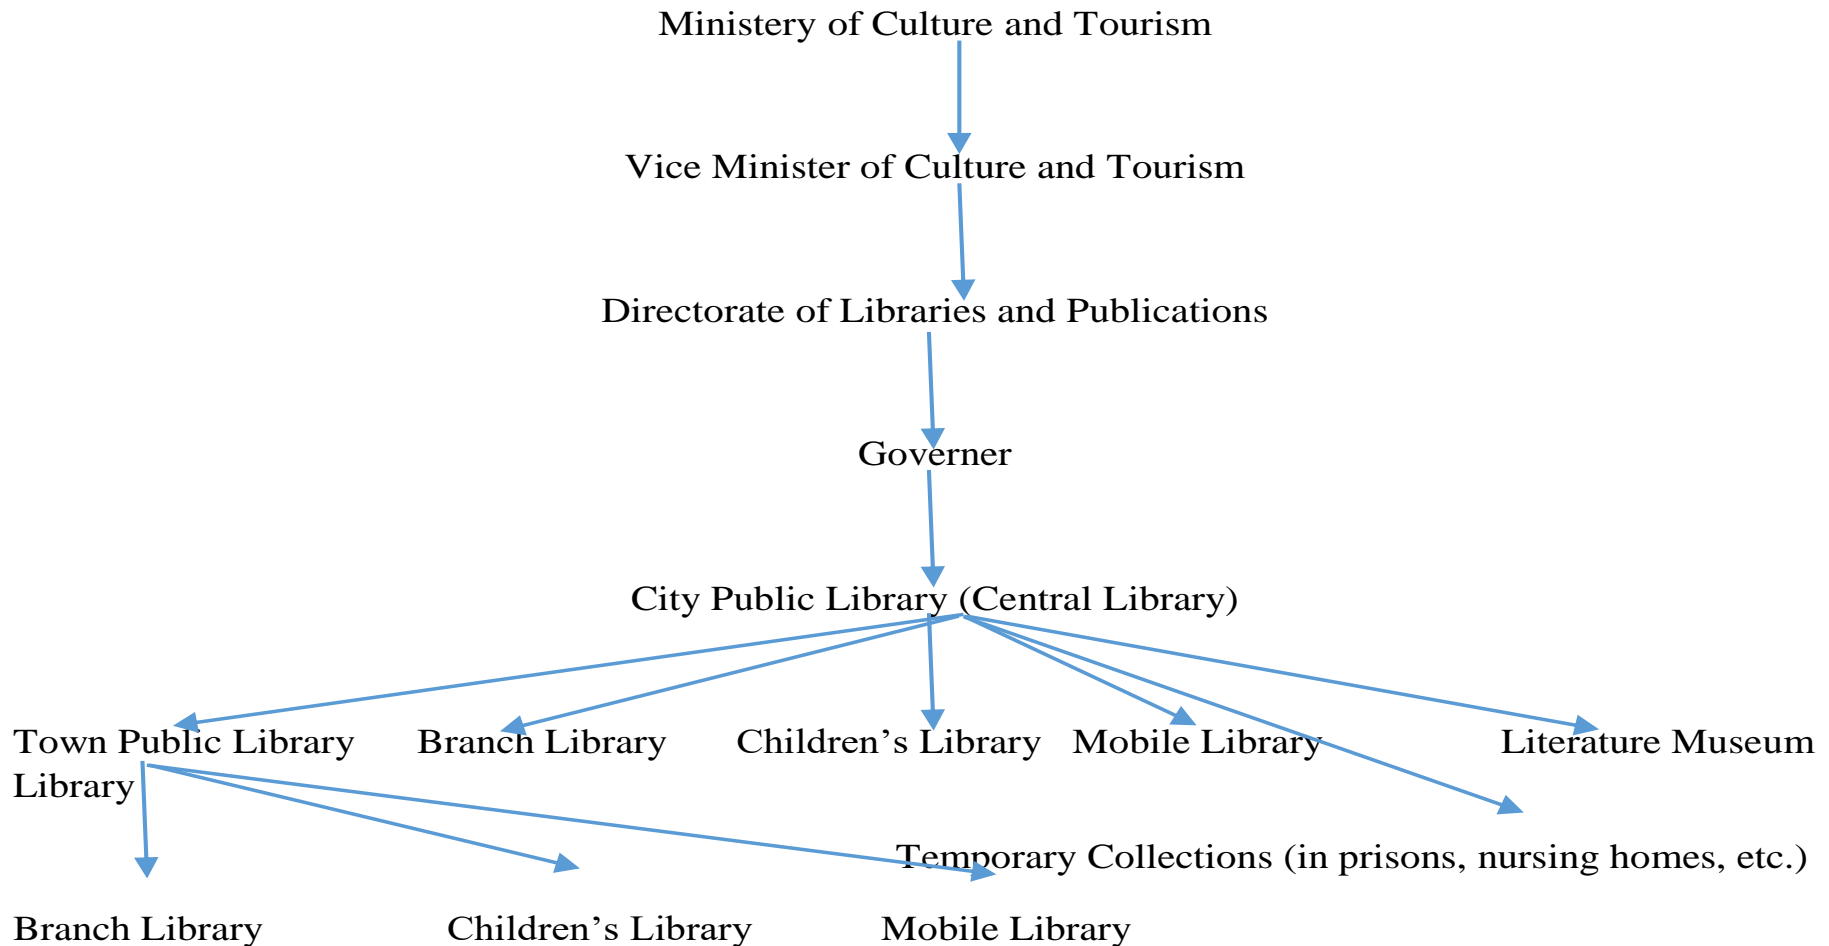 Ministery of Culture and Tourism
Vice Minister of Culture and Tourism
Directorate of Libraries and Publications
Governer
City Public Library (Central Library)
Town Public Library Branch Library Children’s Library Mobile Library Literature Museum
Library
Temporary Collections (in prisons, nursing homes, etc.)
Branch Library Children’s Library Mobile Library